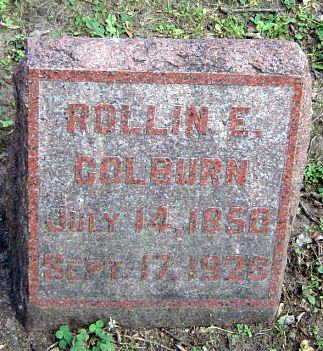 ROLLIN E.
COLBURN
JULY 14, 1850
SEPT. 17, 1926